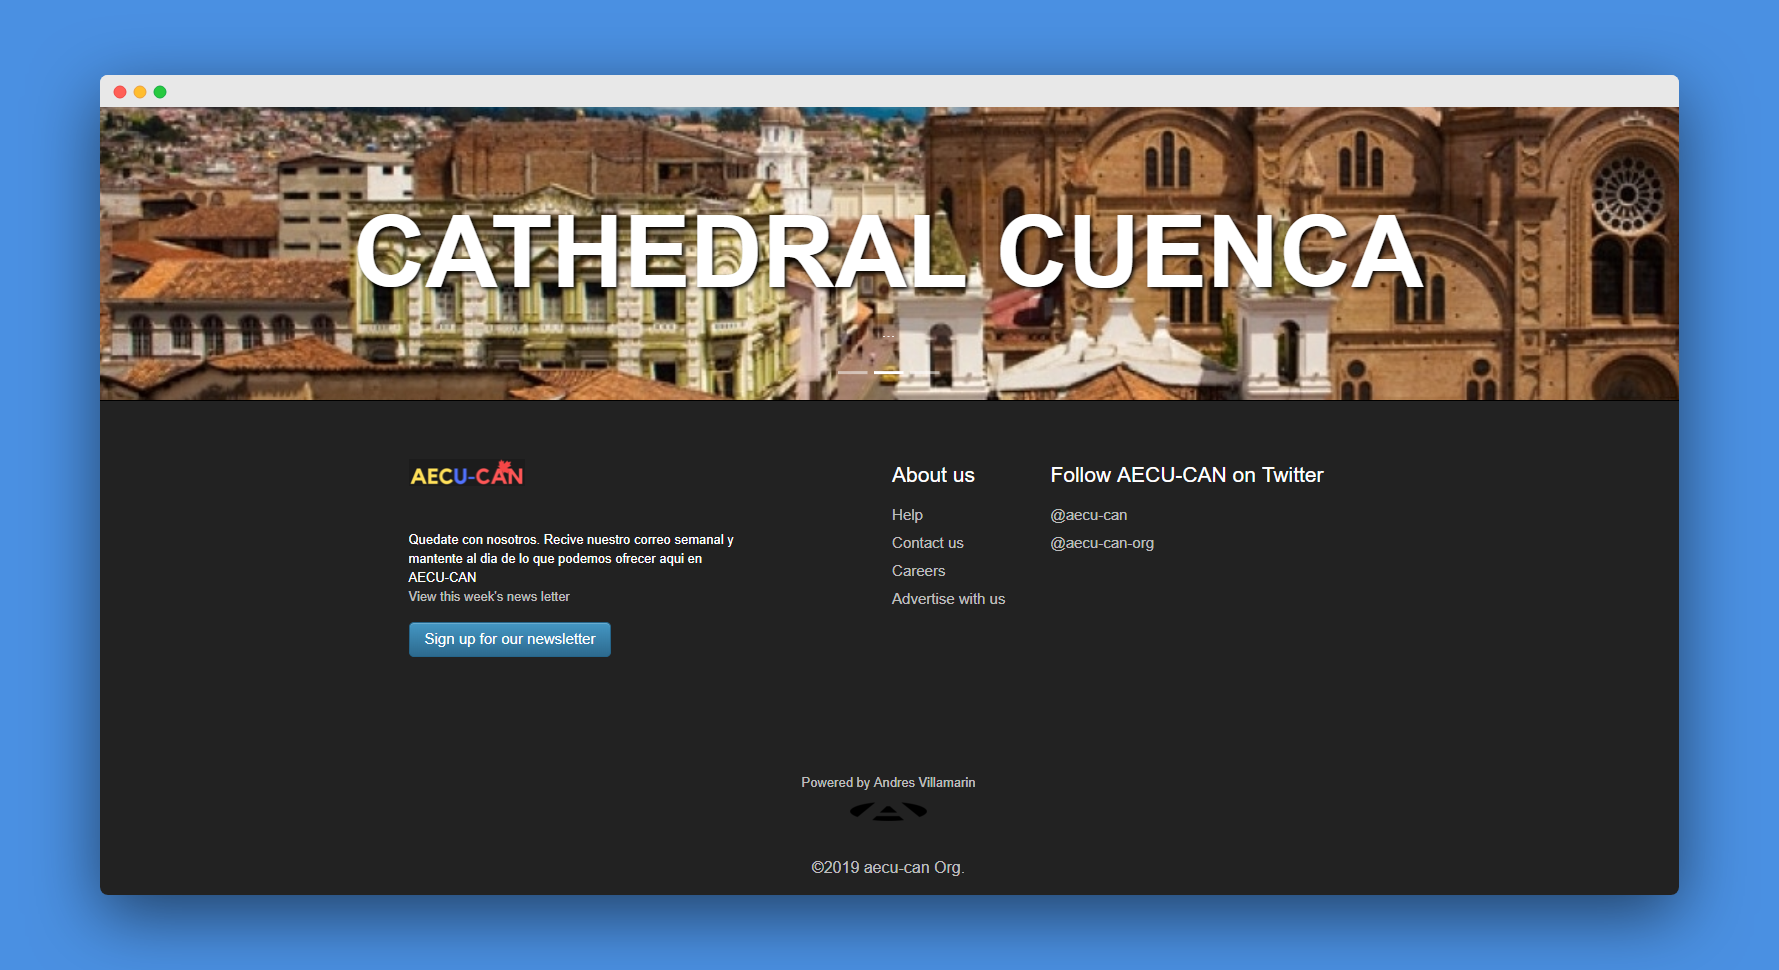 CATHEDRAL CUENCA
...
AECU-CAN
Quedate con nosotros. Recive nuestro correo semanal y
mantente al dia de lo que podemos ofrecer aqui en
AECU-CAN
View this week's news letter
Sign up for our newsletter
About us
Help
Contact us
Careers
Advertise with us
Follow AECU-CAN on Twitter
@aecu-can
@aecu-can-org
Powered by Andres Villamarin
©2019 aecu-can Org.